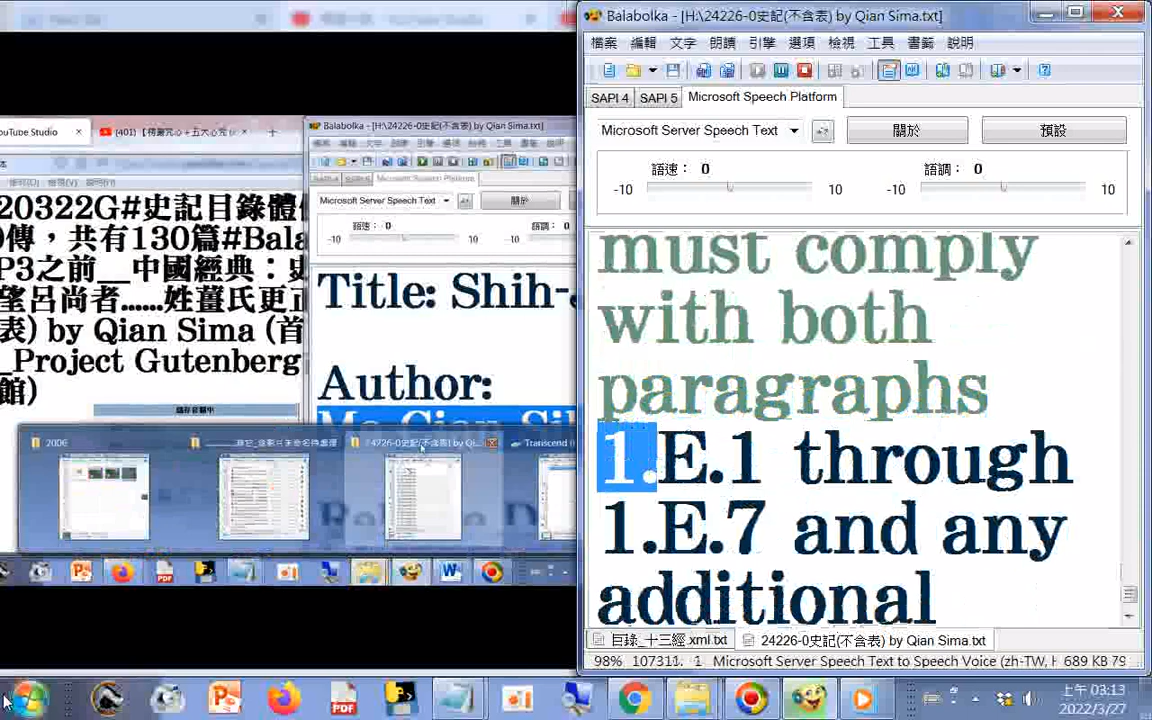 Balabolka - [H:\24226-0史記(不含表) by Qian Sima.txt]
檔案 編輯 文字 朗讀 引擎 選項 檢視 工具 書籤 說明
SAPI 4 SAPI 5 Microsoft Speech Platform
Microsoft Server Speech Text
關於 預設
語速： 0 語調： 0
-10 10 -10 10
must comply
with both
paragraphs
1.E.1 through
1.E.7 and any
additional
巨錄_十三經.xml.txt 24226-0史記(不含表) by Qian Sima.txt
98% 107311. 1 Microsoft Server Speech Text to Speech Voice (zh-TW, H 689 KB 79
ouTube Studio
Balabolka - [H:\24226-0史記(不含表) by Qian Sima.txt]
Microsoft Server Speech Text
關於
語速： 0
-10 10 -10
20322G#史記目錄體
傳，共有130篇#Bala
P3之前__中國經典：史
望呂尚者......姓薑氏更
表) by Qian Sima (首
_Project Gutenberg
館)
Title: Shih-
Author:
2006
24226-0史記(不含表) by Qi...
Transcend (
上午 03:13
2022/3/27